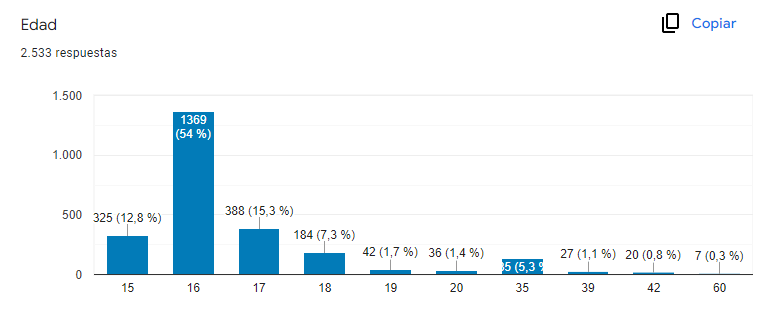 Edad
Copiar
2.533 respuestas
1.500
1.000
500
0
1369
(54 %)
325 (12,8 %)
388 (15,3 %)
184 (7,3 %)
42 (1,7 %)
36 (1,4 %)
(5,3
27 (1,1 %)
20 (0,8 %)
7 (0,3 %)
15 16 17 18 19 20 35 39 42 60